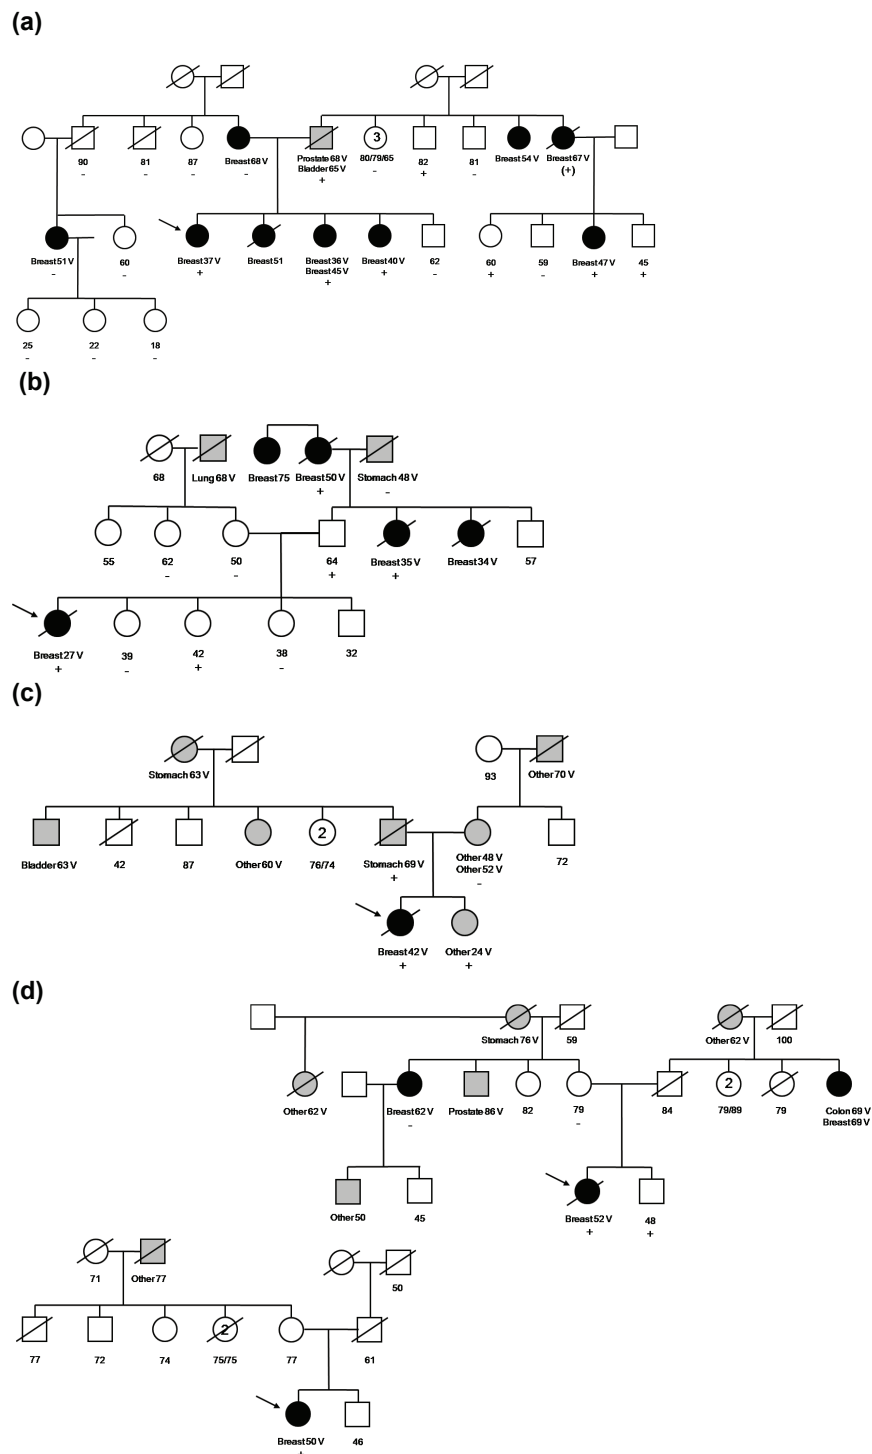 (a)
3
90 81 87 Breast 68 V Prostate 68 V 80/79/65 82 81 Breast 54 V Breast 67 V
Bladder 65 V
- - - - + - + - (+)
Breast 51 V 60 Breast 37 V Breast 51 Breast 36 V Breast 40 V 62 60 59 Breast 47 V 45
Breast 45 V
- - + + + - + - + +
25 22 18
- - -
(b)
68 Lung 68 V Breast 75 Breast 50 V Stomach 48 V
+ -
55 62 50 64 Breast 35 V Breast 34 V 57
- - + +
Breast 27 V 39 42 38 32
+ - + -
(c)
Stomach 63 V 93 Other 70 V
2
Bladder 63 V 42 87 Other 60 V 76/74 Stomach 69 V Other 48 V 72
Other 52 V
+ -
Breast 42 V Other 24 V
+ +
(d)
Stomach 76 V 59 Other 62 V 100
2
Other 62 V Breast 62 V Prostate 86 V 82 79 84 79/89 79 Colon 69 V
Breast 69 V
- -
Other 50 45 Breast 52 V 48
+ +
71 Other 77 50
2
77 72 74 75/75 77 61
Breast 50 V 46
+